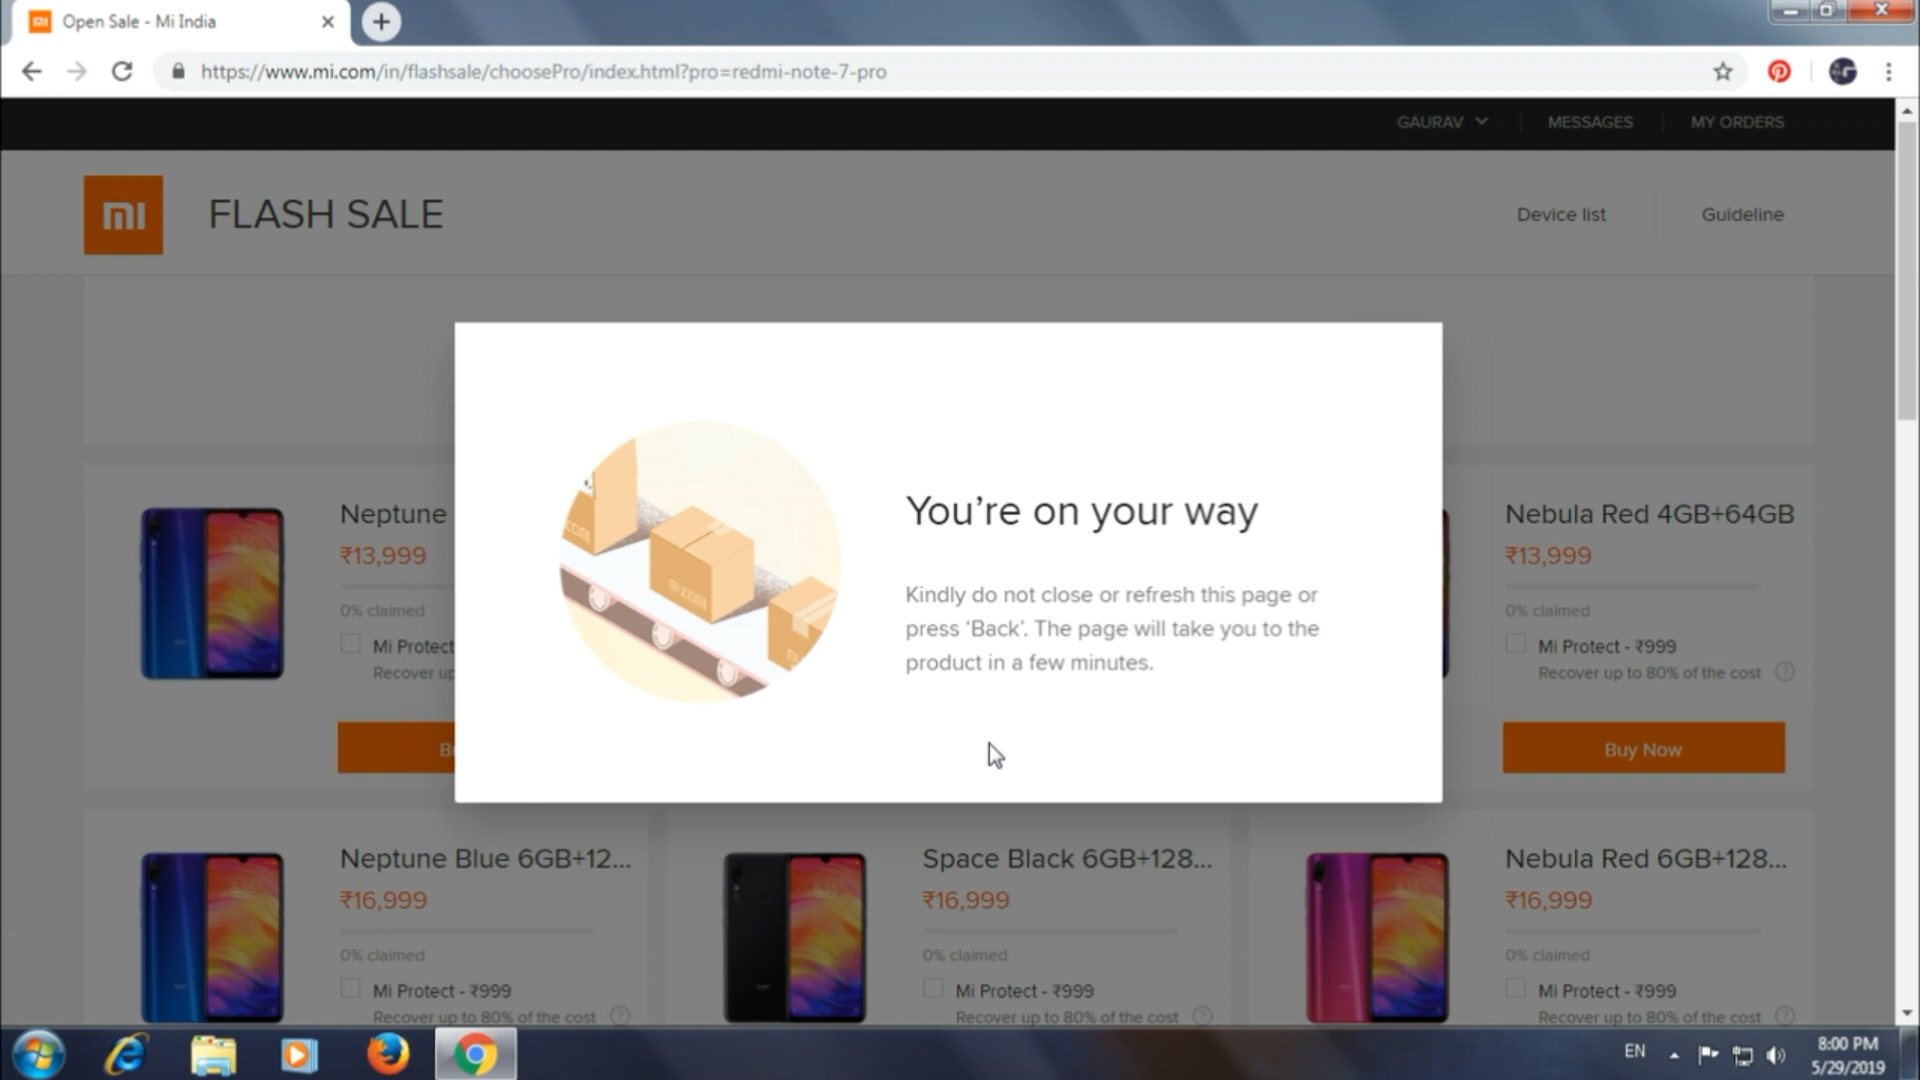 Open Sale - Mi India
https://www.mi.com/in/flashsale/choosePro/index.html?pro=redmi-note-7-pro
GAURAV
MESSAGES
MY ORDERS
FLASH SALE
Device list
Guideline
You're on your way
Kindly do not close or refresh this page or
press 'Back'. The page will take you to the
product in a few minutes.
Neptune
₹13,999
0% claimed
Mi Protect
Recover up
Nebula Red 4GB+64GB
₹13,999
0% claimed
Mi Protect - ₹999
Recover up to 80% of the cost
Buy Now
Neptune Blue 6GB+12...
₹16,999
0% claimed
Mi Protect - ₹999
Recover up to 80% of the cost
Space Black 6GB+128...
₹16,999
0% claimed
Mi Protect - ₹999
Recover up to 80% of the cost
Nebula Red 6GB+128...
₹16,999
0% claimed
Mi Protect - ₹999
Recover up to 80% of the cost
EN
8:00 PM
5/29/2019